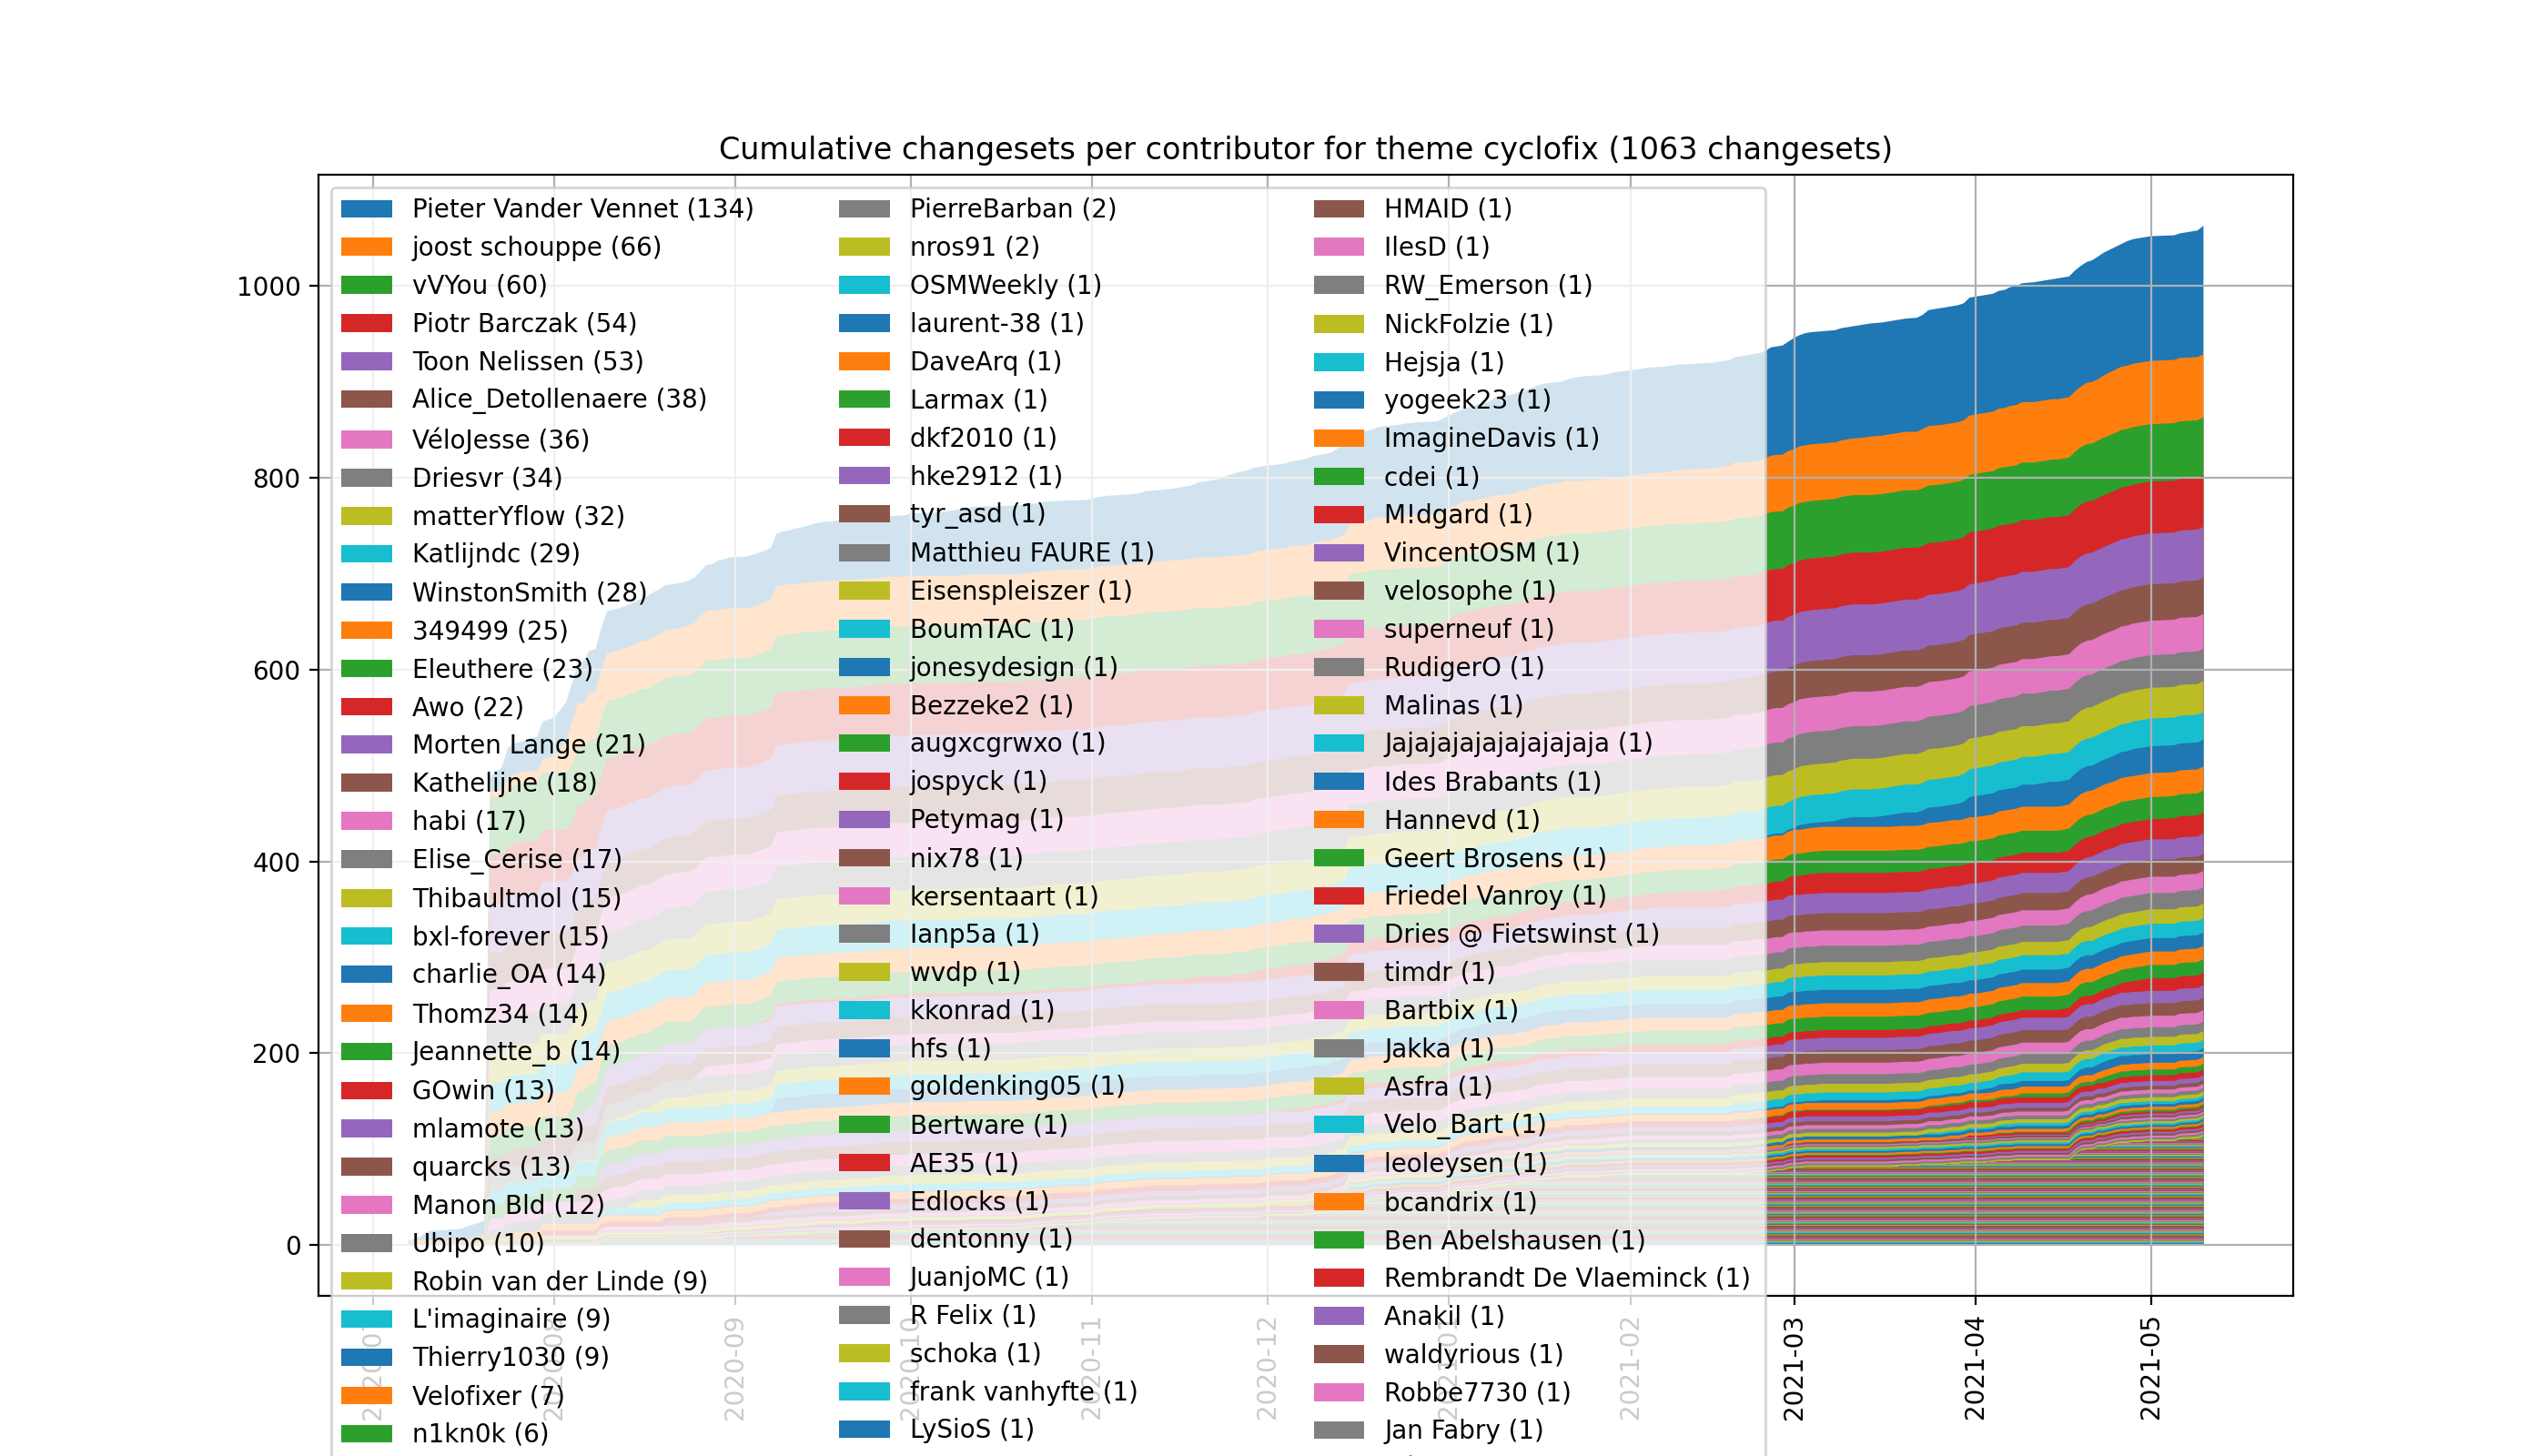 Cumulative changesets per contributor for theme cyclofix (1063 changesets)
1000
800
600
400
200
0
Pieter Vander Vennet (134)
joost schouppe (66)
vVYou (60)
Piotr Barczak (54)
Toon Nelissen (53)
Alice_Detollenaere (38)
VéloJesse (36)
Driesvr (34)
matterYflow (32)
Katlijndc (29)
WinstonSmith (28)
349499 (25)
Eleuthere (23)
Awo (22)
Morten Lange (21)
Kathelijne (18)
habi (17)
Elise_Cerise (17)
Thibaultmol (15)
bxl-forever (15)
charlie_OA (14)
Thomz34 (14)
Jeannette_b (14)
GOwin (13)
mlamote (13)
quarcks (13)
Manon Bld (12)
Ubipo (10)
Robin van der Linde (9)
L'imaginaire (9)
Thierry1030 (9)
Velofixer (7)
n1kn0k (6)
PierreBarban (2)
nros91 (2)
OSMWeekly (1)
laurent-38 (1)
DaveArq (1)
Larmax (1)
dkf2010 (1)
hke2912 (1)
tyr_asd (1)
Matthieu FAURE (1)
Eisenspleiszer (1)
BoumTAC (1)
jonesydesign (1)
Bezzeke2 (1)
augxcgrwxo (1)
jospyck (1)
Petymag (1)
nix78 (1)
kersentaart (1)
Ianp5a (1)
wvdp (1)
kkonrad (1)
hfs (1)
goldenking05 (1)
Bertware (1)
AE35 (1)
Edlocks (1)
dentonny (1)
JuanjoMC (1)
R Felix (1)
schoka (1)
frank vanhyfte (1)
LySioS (1)
HMAID (1)
IlesD (1)
RW_Emerson (1)
NickFolzie (1)
Hejsja (1)
yogeek23 (1)
ImagineDavis (1)
cdei (1)
M!dgard (1)
VincentOSM (1)
velosophe (1)
superneuf (1)
RudigerO (1)
Malinas (1)
Jajajajajajajajaja (1)
Ides Brabants (1)
Hannevd (1)
Geert Brosens (1)
Friedel Vanroy (1)
Dries @ Fietswinst (1)
timdr (1)
Bartbix (1)
Jakka (1)
Asfra (1)
Velo_Bart (1)
leoleysen (1)
bcandrix (1)
Ben Abelshausen (1)
Rembrandt De Vlaeminck (1)
Anakil (1)
waldyrious (1)
Robbe7730 (1)
Jan Fabry (1)
2020-08
2020-09
2020-10
2020-11
2020-12
2021-02
2021-03
2021-04
2021-05